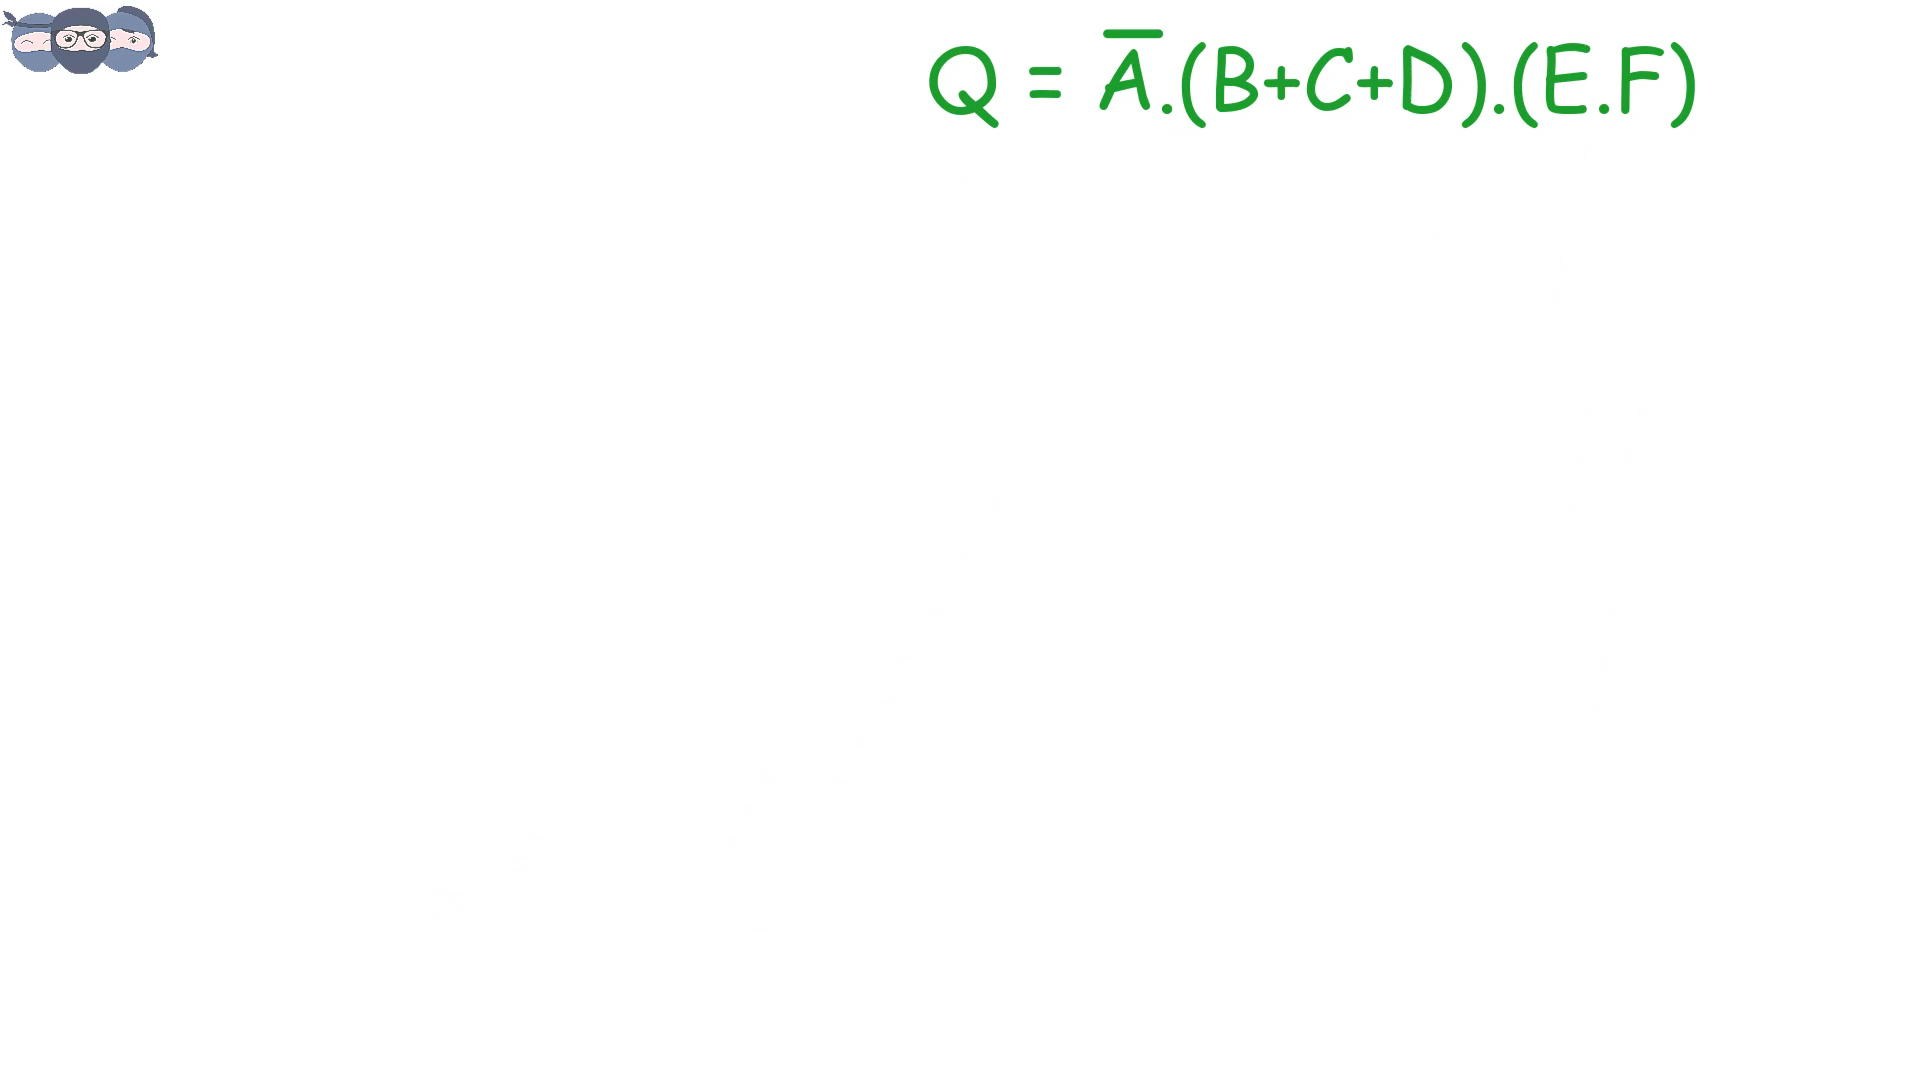 Q = A̅.(B+C+D).(E.F)